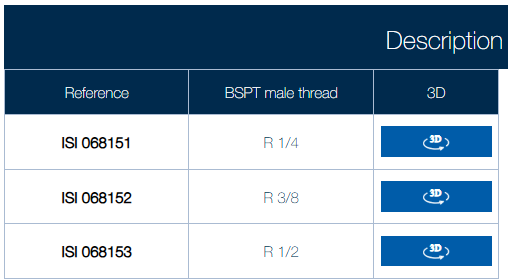 Description
Reference BSPT male thread 3D
ISI 068151 R 1/4 3D
ISI 068152 R 3/8 3D
ISI 068153 R 1/2 3D